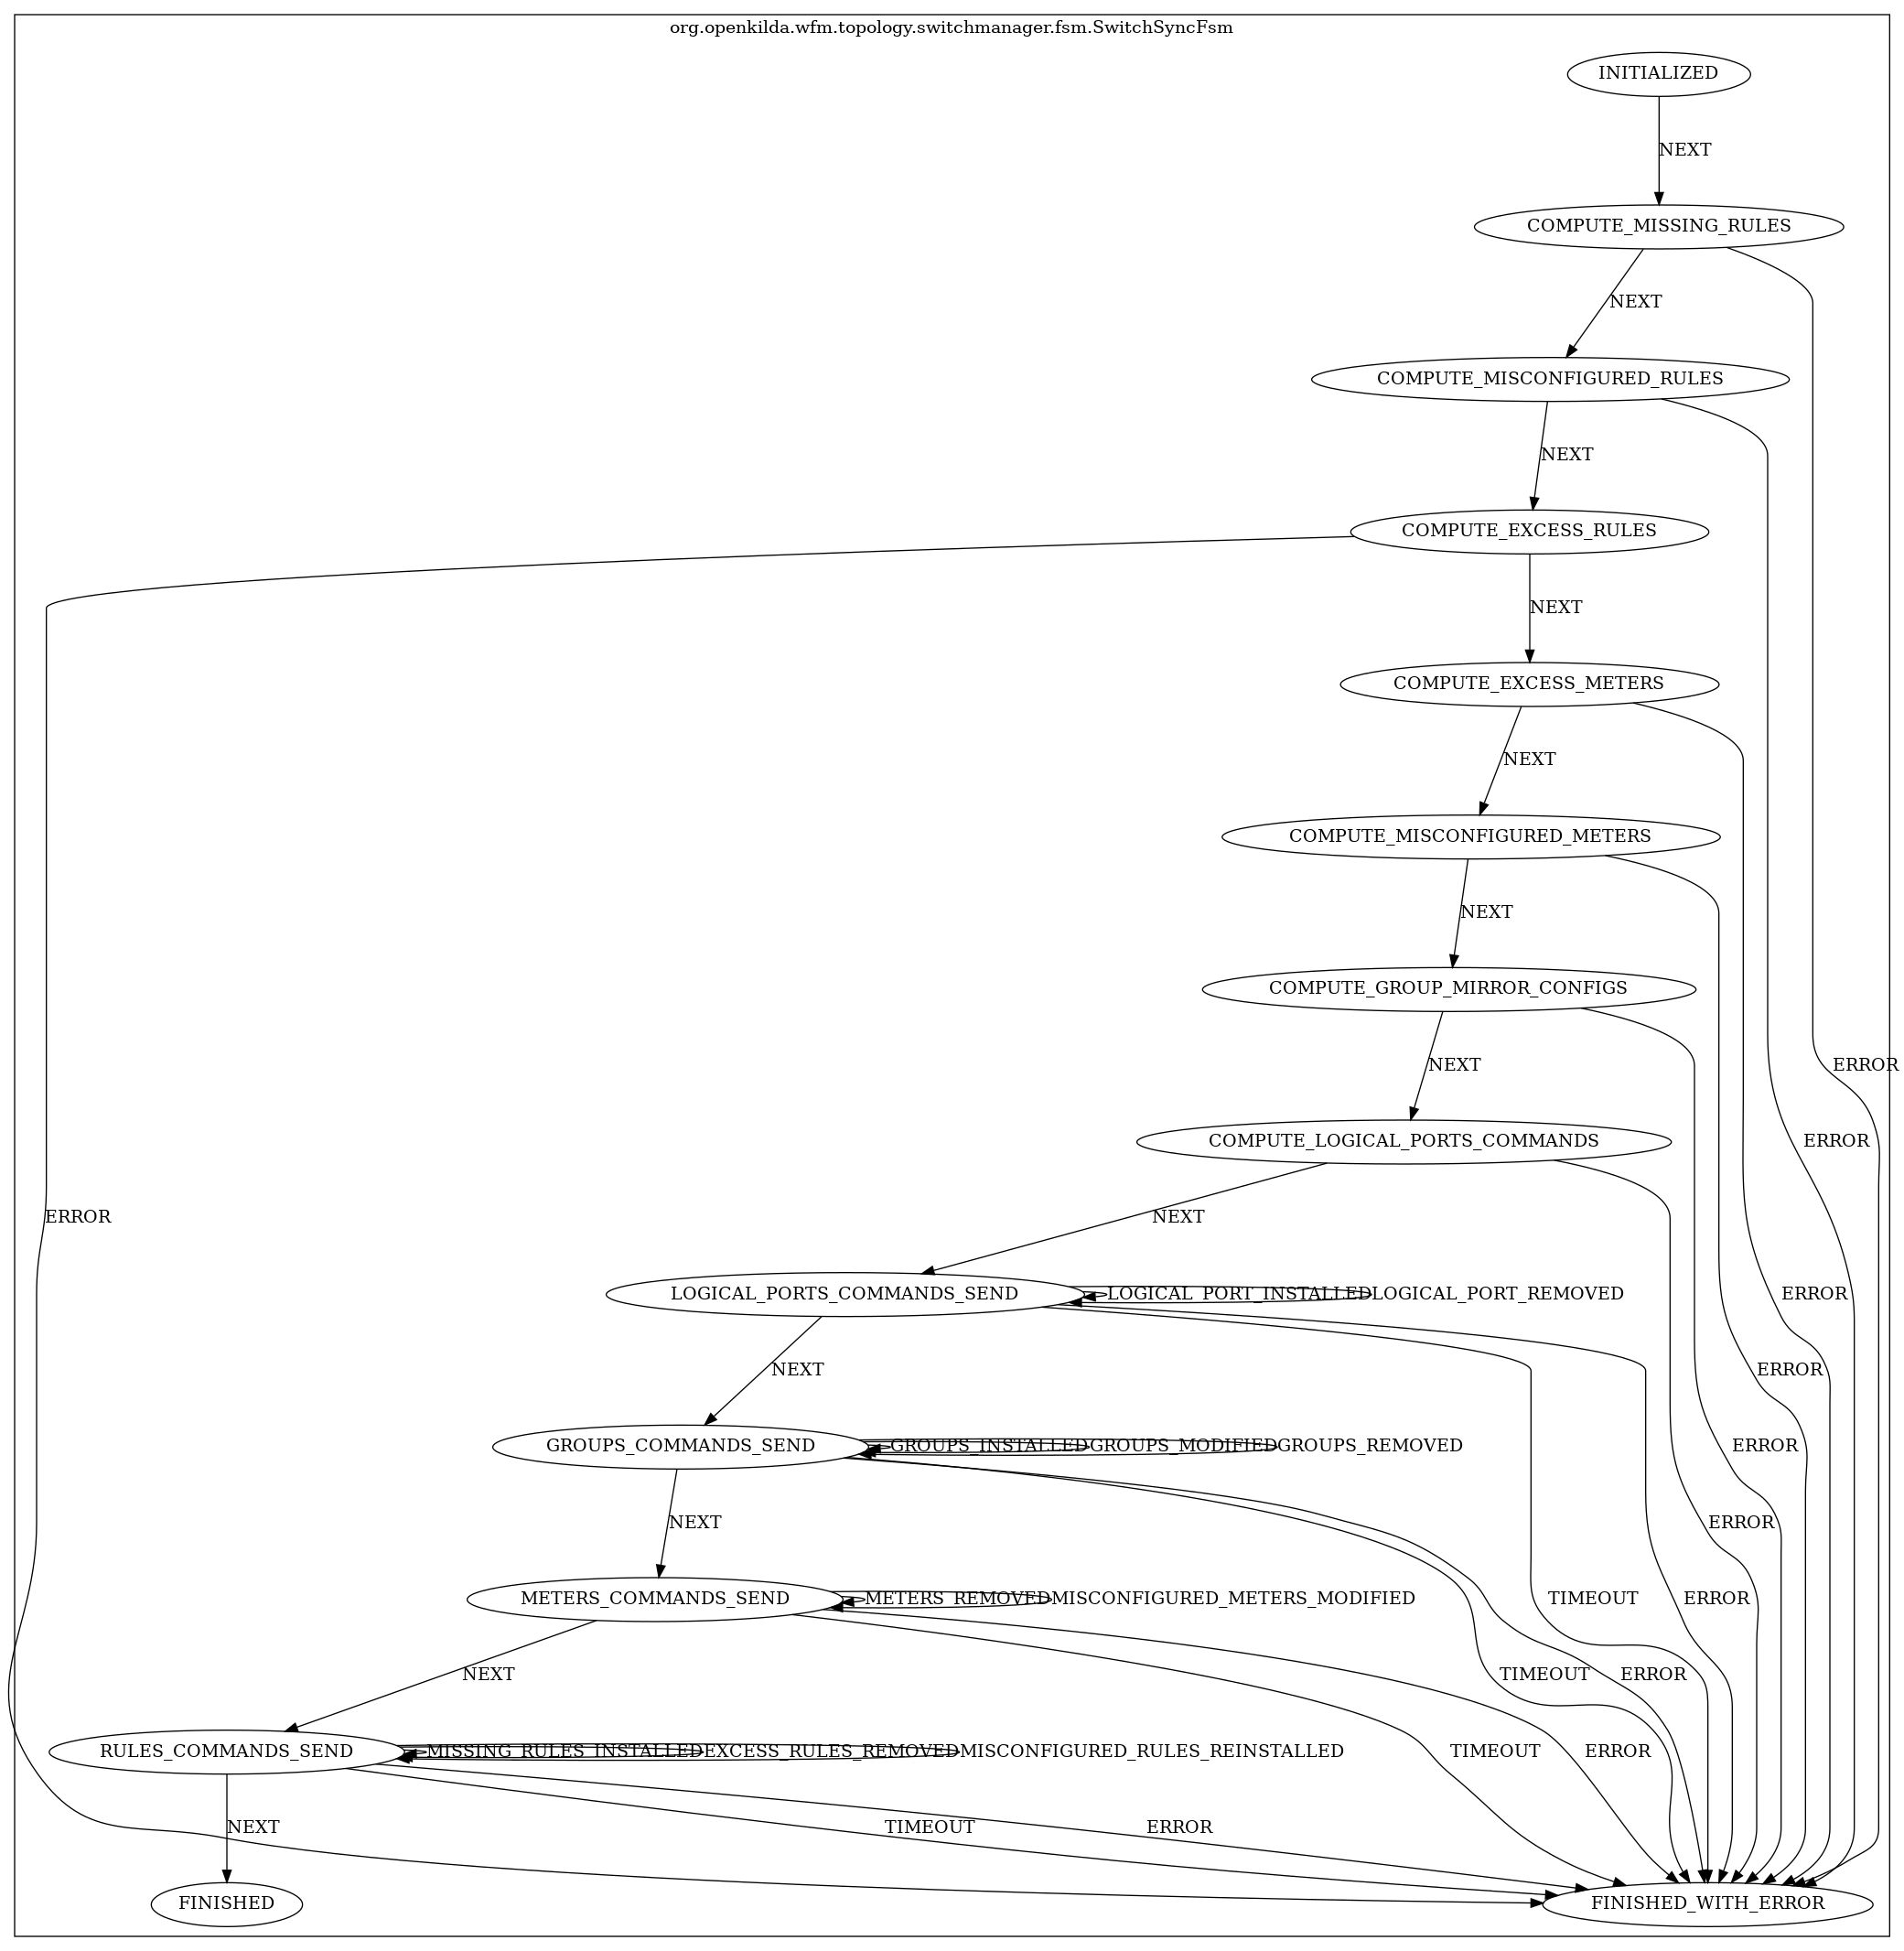 org.openkilda.wfm.topology.switchmanager.fsm.SwitchSyncFsm
INITIALIZED
NEXT
COMPUTE_MISSING_RULES
NEXT
COMPUTE_MISCONFIGURED_RULES
NEXT
COMPUTE_EXCESS_RULES
NEXT
COMPUTE_EXCESS_METERS
NEXT
COMPUTE_MISCONFIGURED_METERS
NEXT
COMPUTE_GROUP_MIRROR_CONFIGS
NEXT
ERROR
COMPUTE_LOGICAL_PORTS_COMMANDS
ERROR
ERROR
NEXT
LOGICAL_PORTS_COMMANDS_SEND
LOGICAL_PORT_INSTALLED
LOGICAL_PORT_REMOVED
ERROR
NEXT
ERROR
GROUPS_COMMANDS_SEND
GROUPS_INSTALLED
GROUPS_MODIFIED
GROUPS_REMOVED
ERROR
NEXT
ERROR
METERS_COMMANDS_SEND
METERS_REMOVED
MISCONFIGURED_METERS_MODIFIED
TIMEOUT
ERROR
NEXT
TIMEOUT
ERROR
RULES_COMMANDS_SEND
MISSING_RULES_INSTALLED
EXCESS_RULES_REMOVED
MISCONFIGURED_RULES_REINSTALLED
TIMEOUT
ERROR
NEXT
TIMEOUT
ERROR
FINISHED
FINISHED_WITH_ERROR